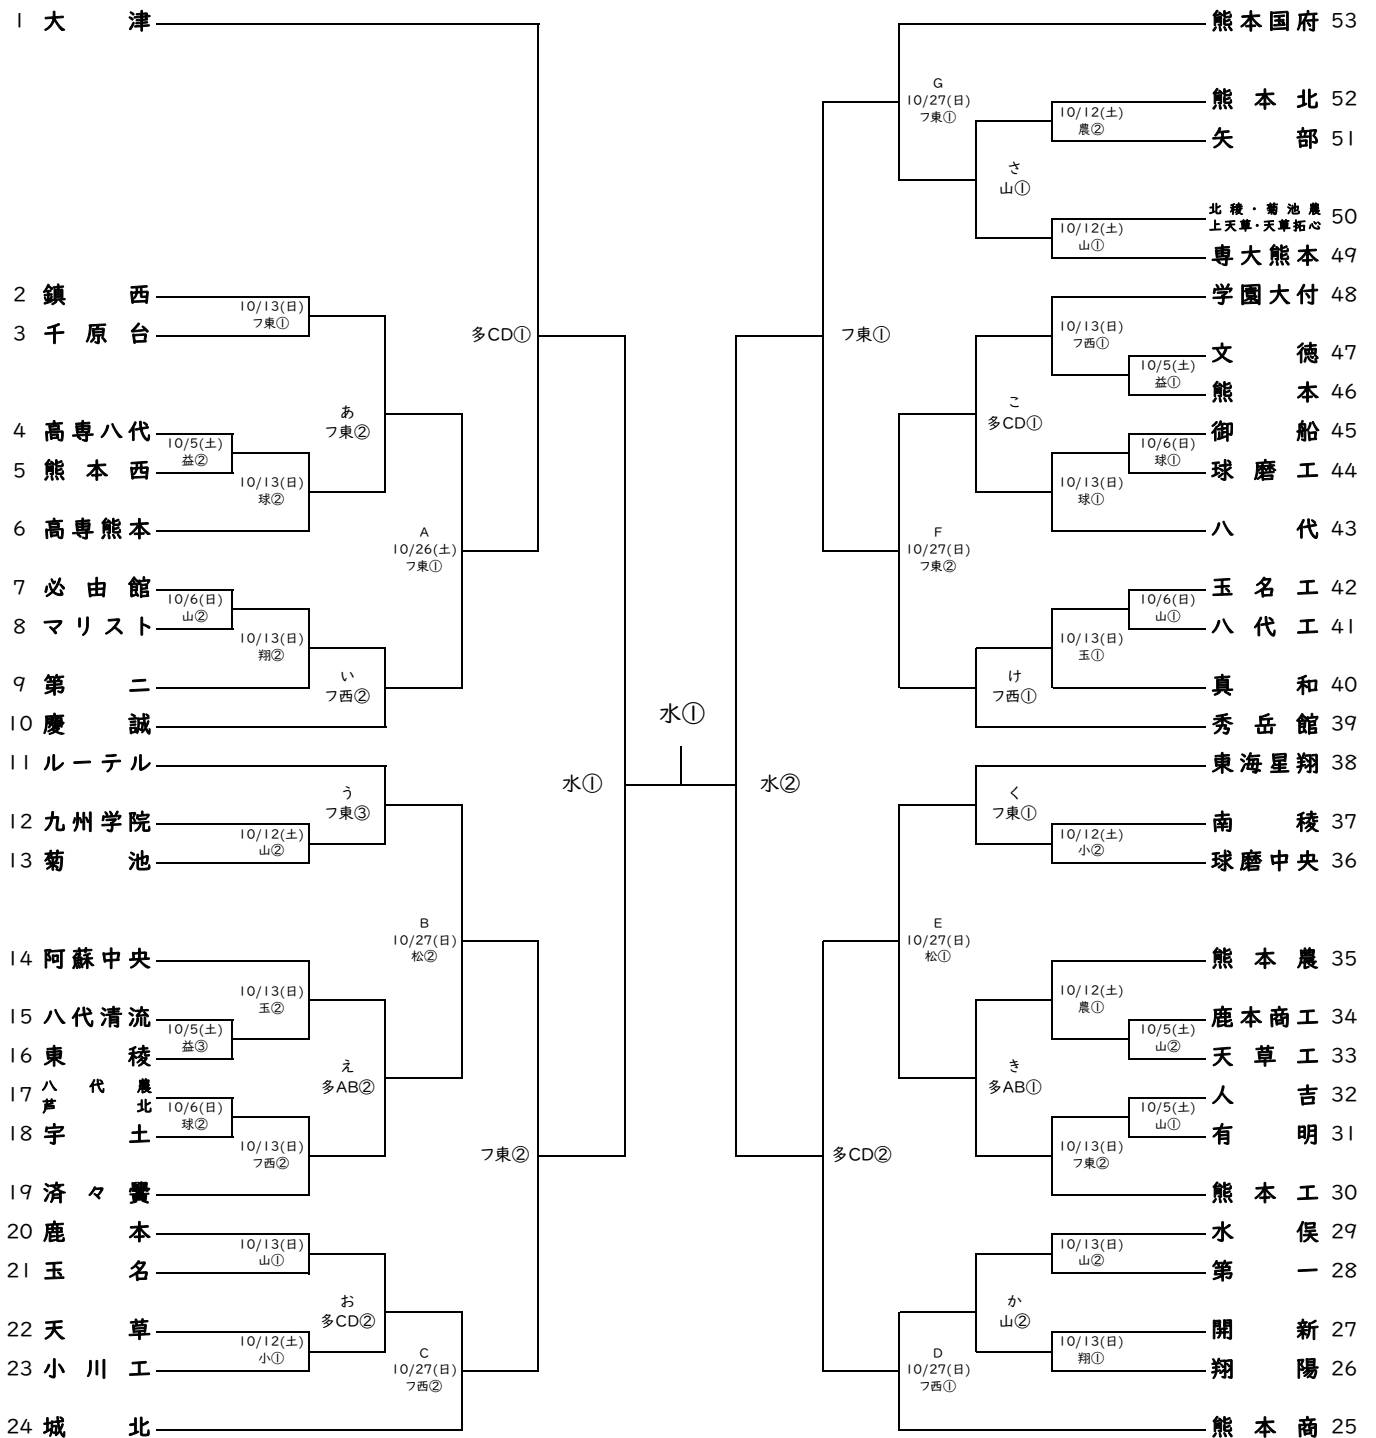 1 大津
2 鎮西
10/13(日)
フ東①
3 千原台
多CD①
あ
フ東②
4 高専八代
10/5(土)
益②
5 熊本西
10/13(日)
球②
6 高専熊本
A
10/26(土)
フ東①
7 必由館
10/6(日)
山②
8 マリスト
10/13(日)
翔②
9 第二
い
フ西②
10 慶誠
11 ルーテル
う
フ東③
12 九州学院
10/12(土)
山②
13 菊池
B
10/27(日)
松②
14 阿蘇中央
10/13(日)
玉②
15 八代清流
10/5(土)
益③
16 東稜
え
多AB②
17 八代農
芦北
10/6(日)
球②
18 宇土
10/13(日)
フ西②
フ東②
19 済々黌
20 鹿本
10/13(日)
山①
21 玉名
お
多CD②
22 天草
10/12(土)
小①
23 小川工
C
10/27(日)
フ西②
24 城北
水①
水①
水②
熊本国府 53
G
10/27(日)
フ東①
熊本北 52
10/12(土)
農②
矢部 51
さ
山①
北稜・菊池農
上天草・天草拓心 50
10/12(土)
山①
専大熊本 49
学園大付 48
10/13(日)
フ西①
フ東①
文徳 47
10/5(土)
益①
熊本 46
こ
多CD①
御船 45
10/6(日)
球①
球磨工 44
10/13(日)
球①
八代 43
F
10/27(日)
フ東②
玉名工 42
10/6(日)
山①
八代工 41
10/13(日)
玉①
真和 40
け
フ西①
秀岳館 39
東海星翔 38
く
フ東①
南稜 37
10/12(土)
小②
球磨中央 36
E
10/27(日)
松①
熊本農 35
10/12(土)
農①
鹿本商工 34
10/5(土)
山②
天草工 33
き
多AB①
人吉 32
10/5(土)
山①
有明 31
10/13(日)
フ東②
多CD②
熊本工 30
水俣 29
10/13(日)
山②
第一 28
か
山②
開新 27
10/13(日)
翔①
翔陽 26
D
10/27(日)
フ西①
熊本商 25